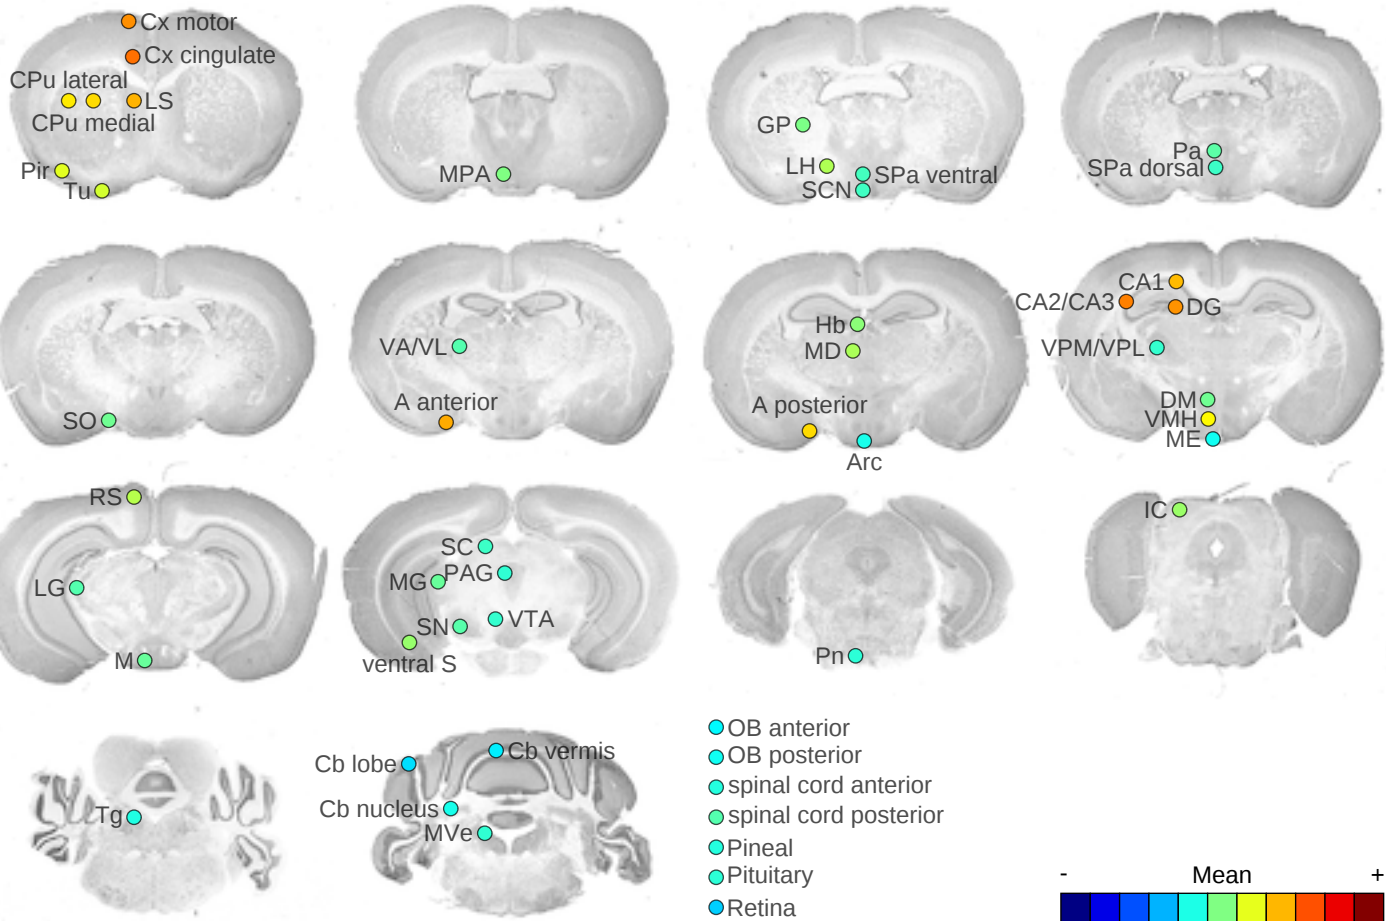 Cx motor
Cx cingulate
CPu lateral
LS
CPu medial
Pir
Tu
MPA
GP
LH
SPa ventral
SCN
Pa
SPa dorsal
SO
VA/VL
A anterior
Hb
MD
A posterior
Arc
CA1
CA2/CA3
DG
VPM/VPL
DM
VMH
ME
RS
LG
M
SC
MG
PAG
SN
VTA
ventral S
Pn
IC
Tg
Cb lobe
Cb vermis
Cb nucleus
MVe
OB anterior
OB posterior
spinal cord anterior
spinal cord posterior
Pineal
Pituitary
Retina
- Mean +